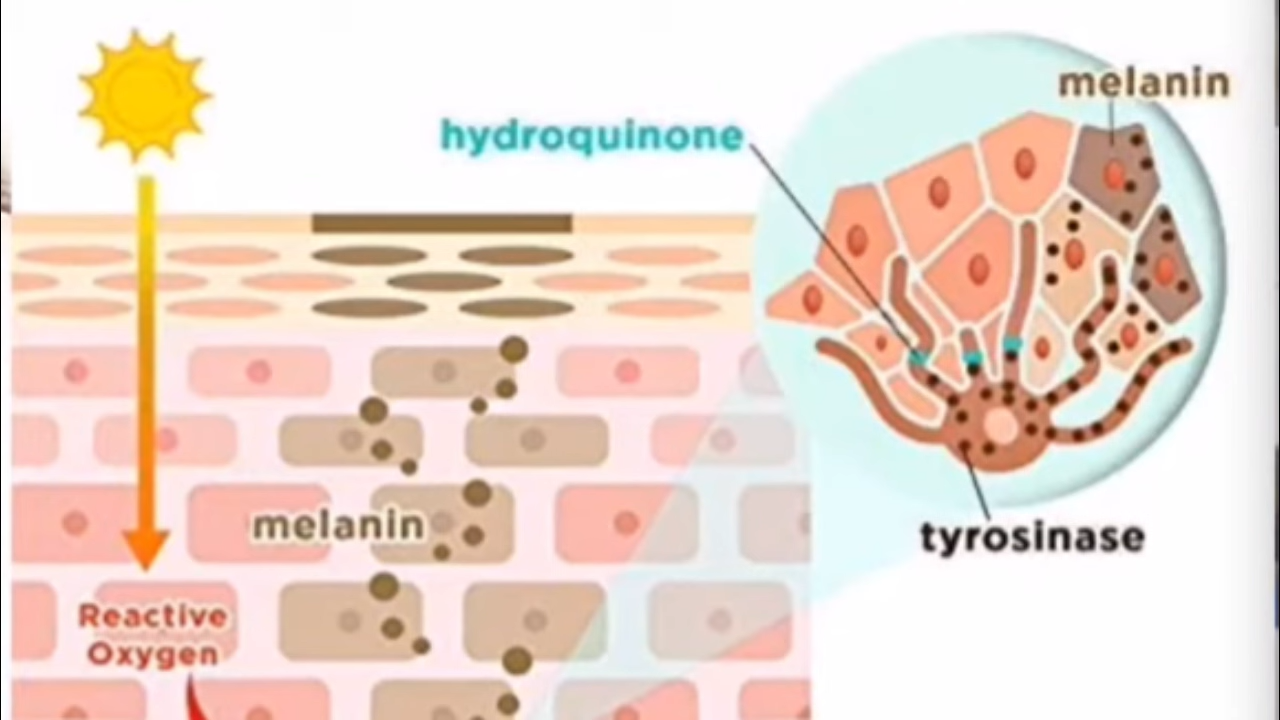 melanin
hydroquinone
melanin
tyrosinase
Reactive
Oxygen